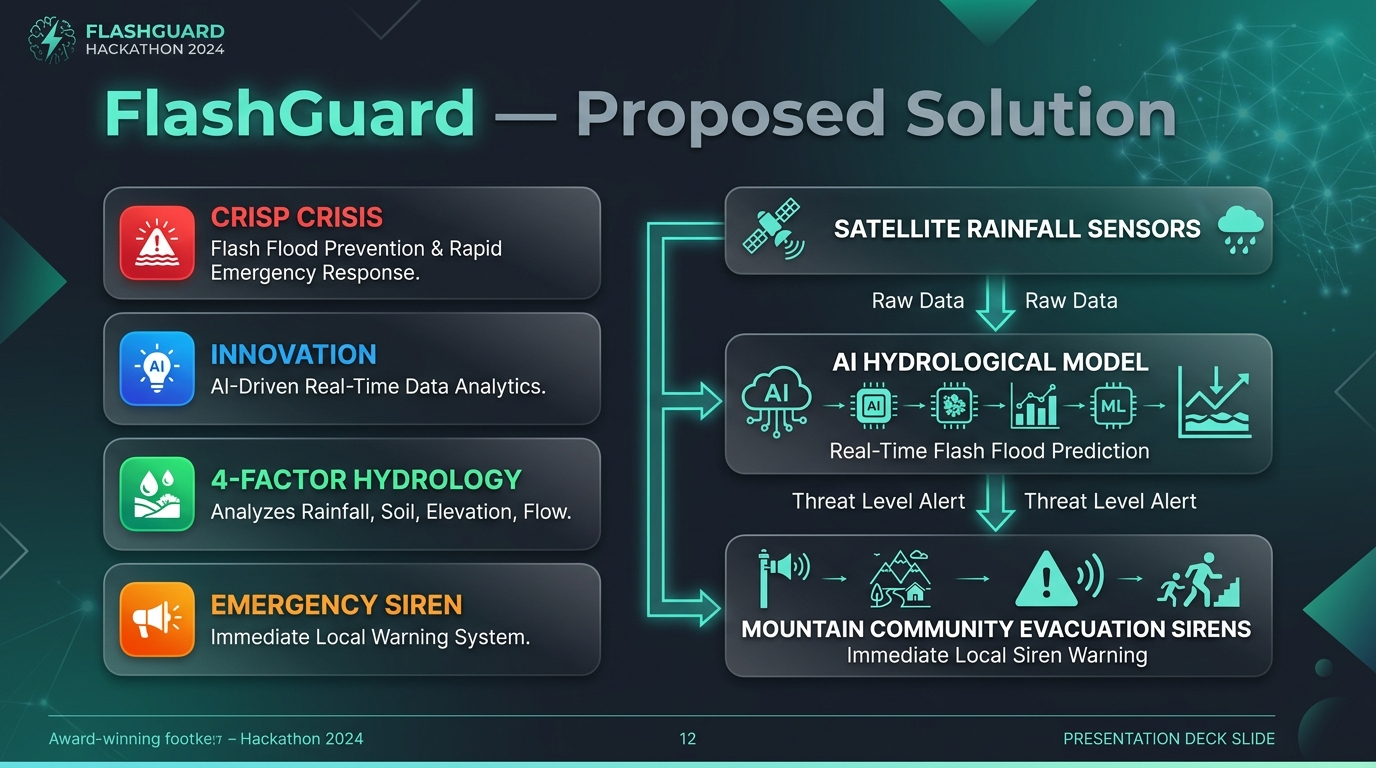 FLASHGUARD
HACKATHON 2024
FlashGuard — Proposed Solution
CRISP CRISIS
Flash Flood Prevention & Rapid
Emergency Response.
INNOVATION
AI
AI-Driven Real-Time Data Analytics.
4-FACTOR HYDROLOGY
Analyzes Rainfall, Soil, Elevation, Flow.
EMERGENCY SIREN
Immediate Local Warning System.
SATELLITE RAINFALL SENSORS
Raw Data Raw Data
AI HYDROLOGICAL MODEL
AI AI ML
Real-Time Flash Flood Prediction
Threat Level Alert Threat Level Alert
MOUNTAIN COMMUNITY EVACUATION SIRENS
Immediate Local Siren Warning
Award-winning – Hackathon 2024
12
PRESENTATION DECK SLIDE